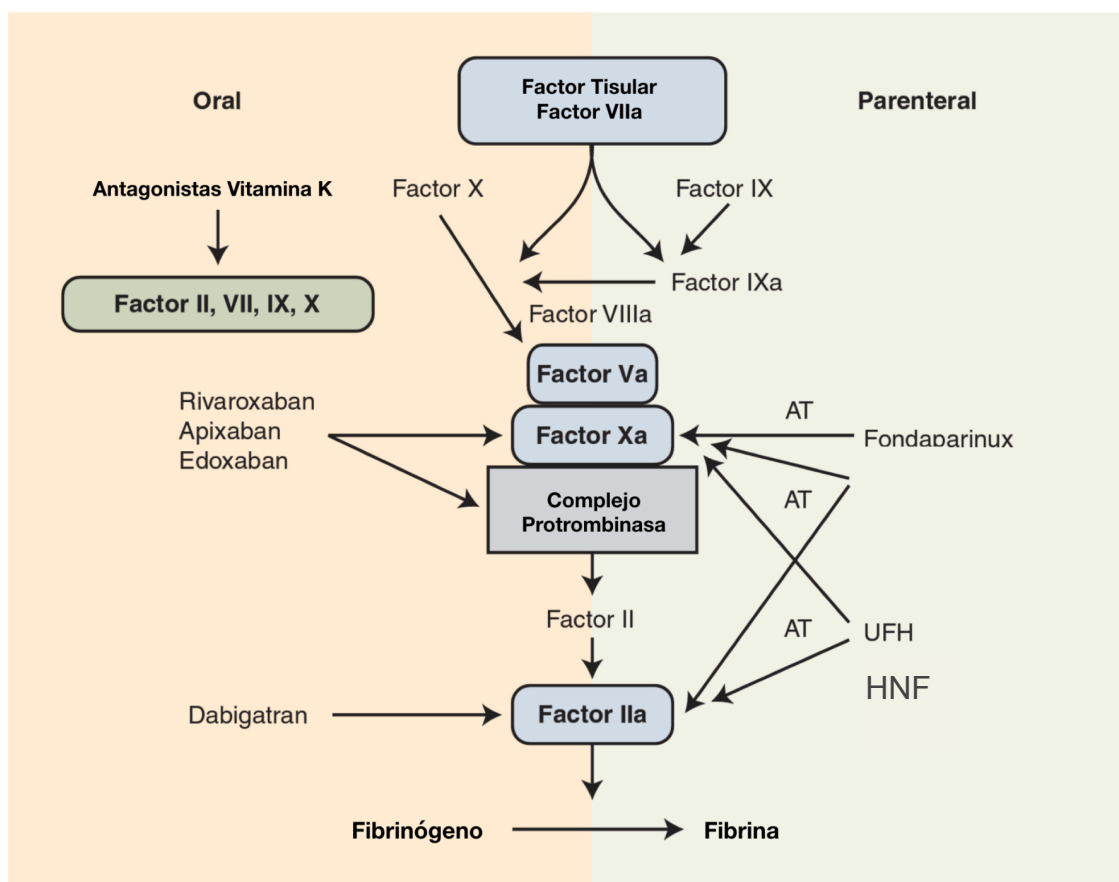 Factor Tisular
Factor VIIa
Oral
Parenteral
Antagonistas Vitamina K
Factor X
Factor IX
Factor II, VII, IX, X
Factor IXa
Factor VIIIa
Factor Va
Rivaroxaban
Apixaban
Edoxaban
Factor Xa
AT
Fondaparinux
Complejo
Protrombinasa
AT
Factor II
AT
UFH
HNF
Dabigatran
Factor IIa
Fibrinógeno
Fibrina